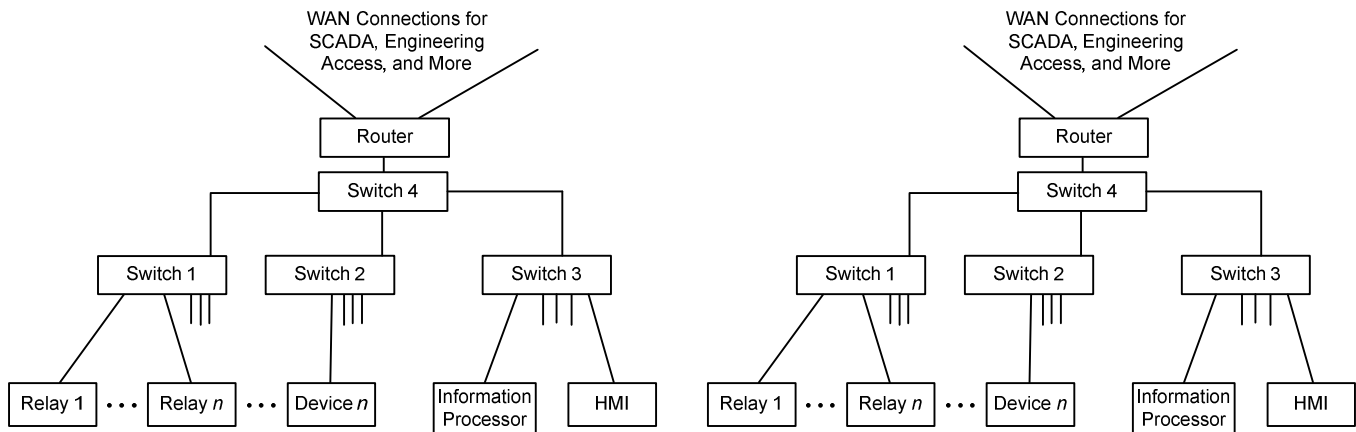 WAN Connections for
SCADA, Engineering
Access, and More
Router
Switch 4
Switch 1
Switch 2
Switch 3
Relay 1
Relay n
Device n
Information
Processor
HMI
WAN Connections for
SCADA, Engineering
Access, and More
Router
Switch 4
Switch 1
Switch 2
Switch 3
Relay 1
Relay n
Device n
Information
Processor
HMI